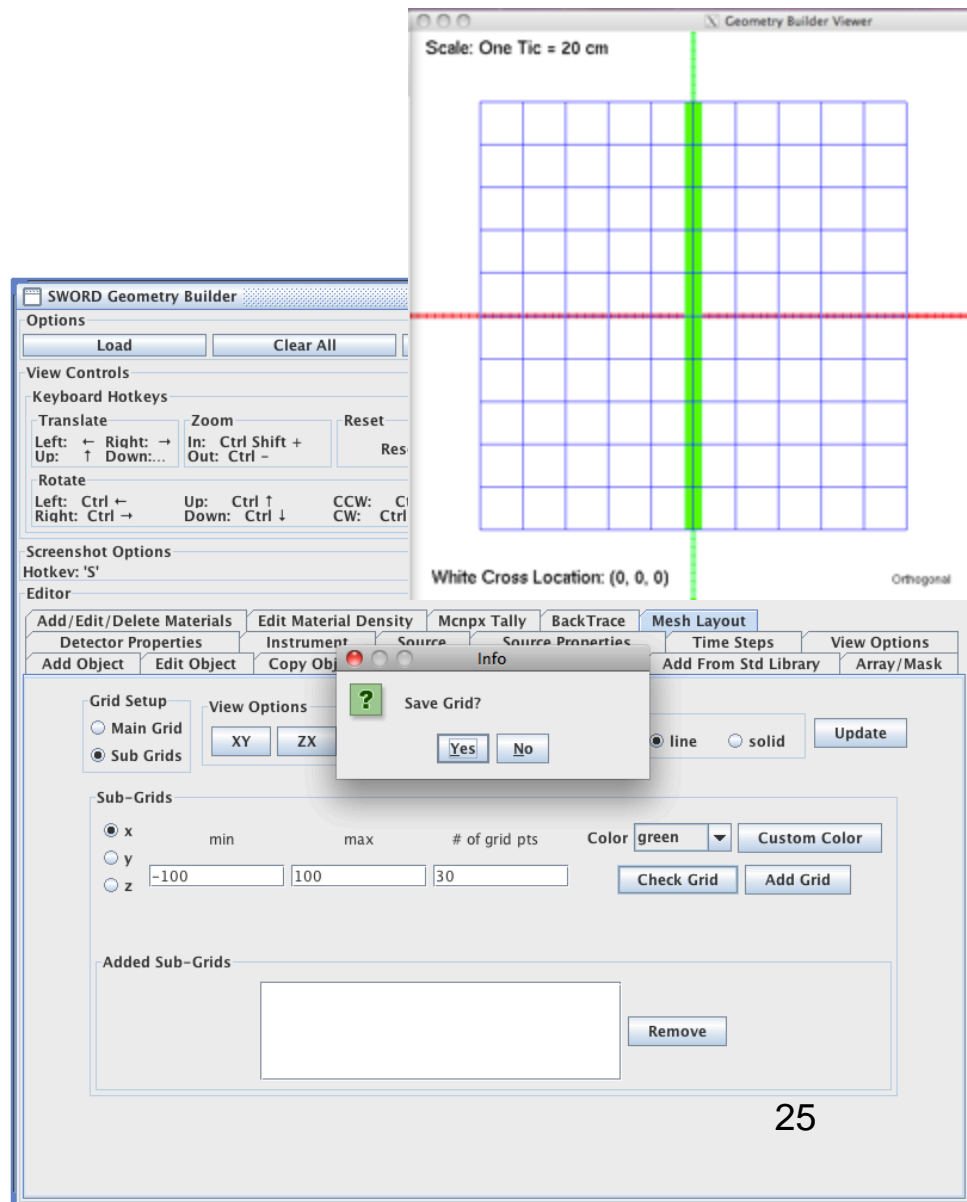 Geometry Builder Viewer
Scale: One Tic = 20 cm
White Cross Location: (0, 0, 0)
Orthogonal
SWORD Geometry Builder
Options
Load Clear All
View Controls
Keyboard Hotkeys
Translate Zoom Reset
Left: ← Right: → In: Ctrl Shift +
Up: ↑ Down:... Out: Ctrl -
Rotate
Left: Ctrl ← Up: Ctrl ↑ CCW:
Right: Ctrl → Down: Ctrl ↓ CW: Ctrl
Screenshot Options
Hotkey: 'S'
Editor
Add/Edit/Delete Materials Edit Material Density Mcnpx Tally BackTrace Mesh Layout
Detector Properties Instrument Source Source Properties Time Steps View Options
Add Object Edit Object Copy Obj Add From Std Library Array/Mask
Info
Save Grid?
Yes No
Grid Setup View Options
Main Grid
Sub Grids
XY ZX
line solid Update
Sub-Grids
x min max # of grid pts Color green Custom Color
y
z -100 100 30 Check Grid Add Grid
Added Sub-Grids
Remove
25